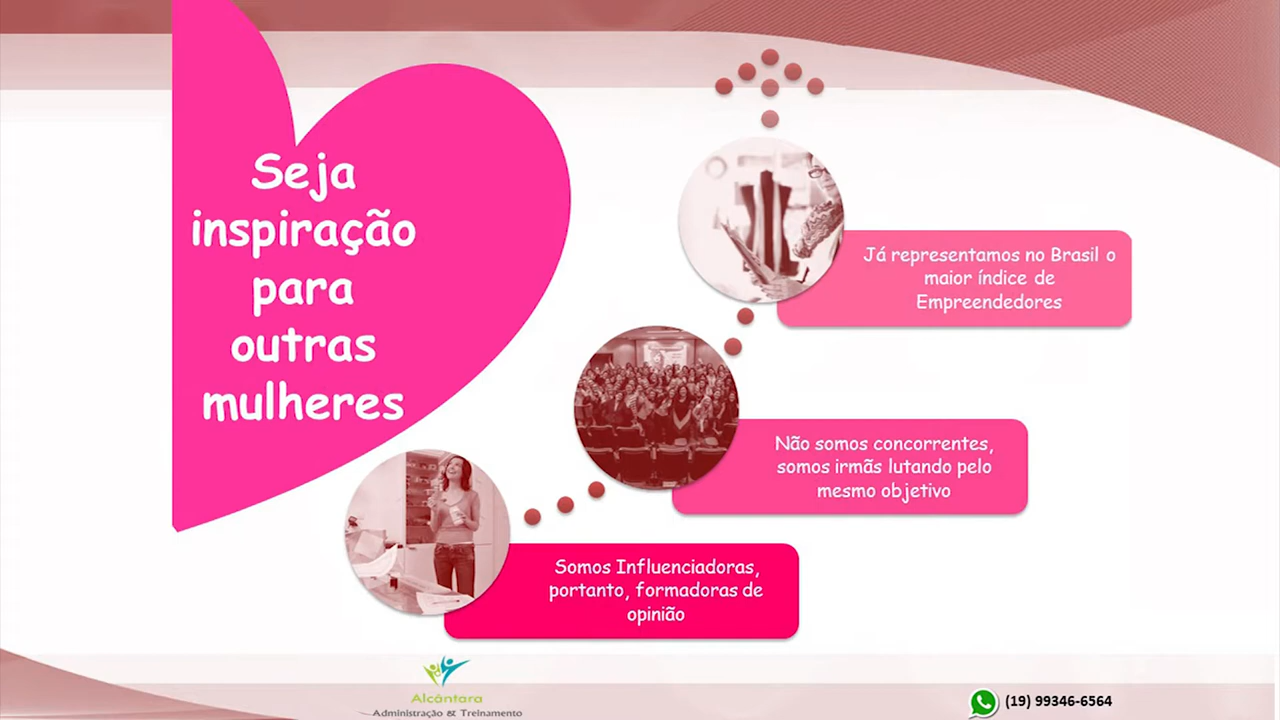 Seja
inspiração
para
outras
mulheres
Já representamos no Brasil o
maior índice de
Empreendedores
Não somos concorrentes,
somos irmãs lutando pelo
mesmo objetivo
Somos Influenciadoras,
portanto, formadoras de
opinião
Alcântara
Administração & Treinamento
(19) 99346-6564